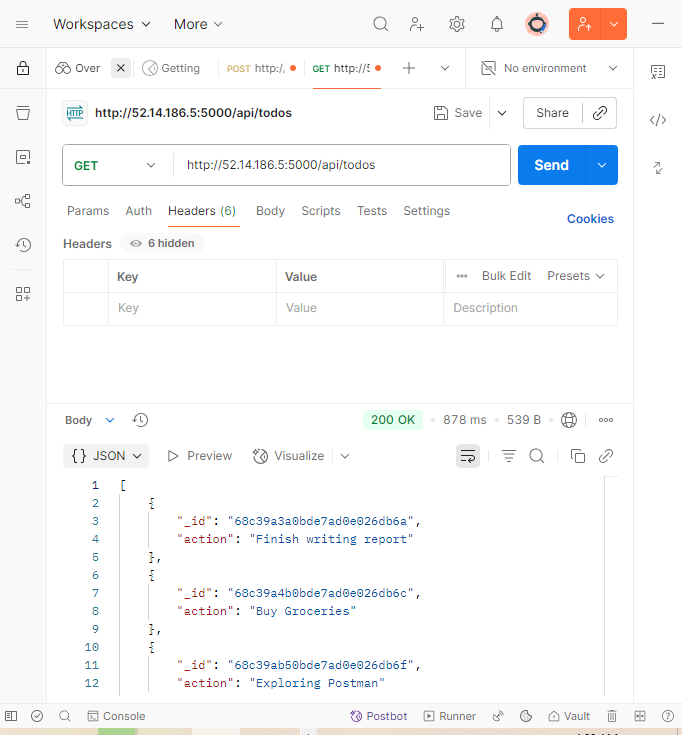 Workspaces More
Over Getting POST http:/, GET http://5 No environment
HTTP http://52.14.186.5:5000/api/todos Save Share
GET http://52.14.186.5:5000/api/todos Send
Params Auth Headers (6) Body Scripts Tests Settings Cookies
Headers 6 hidden
Key Value Bulk Edit Presets
Key Value Description
Body 200 OK 878 ms 539 B
{} JSON Preview Visualize
1 [
2 {
3 "_id": "68c39a3a0bde7ad0e026db6a",
4 "action": "Finish writing report"
5 },
6 {
7 "_id": "68c39a4b0bde7ad0e026db6c",
8 "action": "Buy Groceries"
9 },
10 {
11 "_id": "68c39ab50bde7ad0e026db6f",
12 "action": "Exploring Postman"
Console Postbot Runner Vault